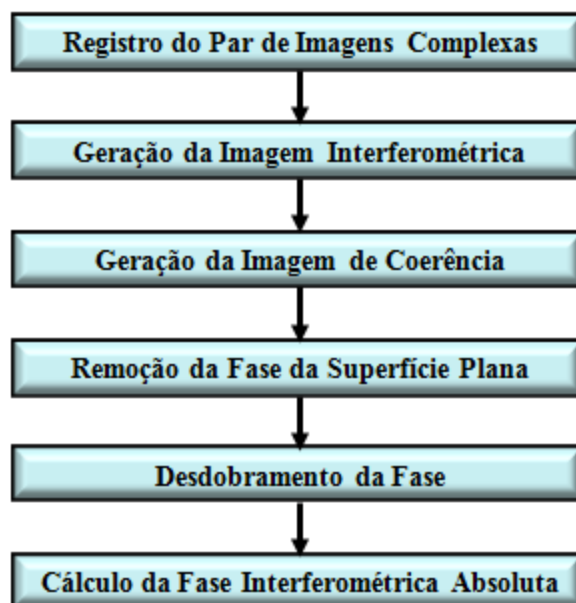 Registro do Par de Imagens Complexas
Geração da Imagem Interferométrica
Geração da Imagem de Coerência
Remoção da Fase da Superfície Plana
Desdobramento da Fase
Cálculo da Fase Interferométrica Absoluta